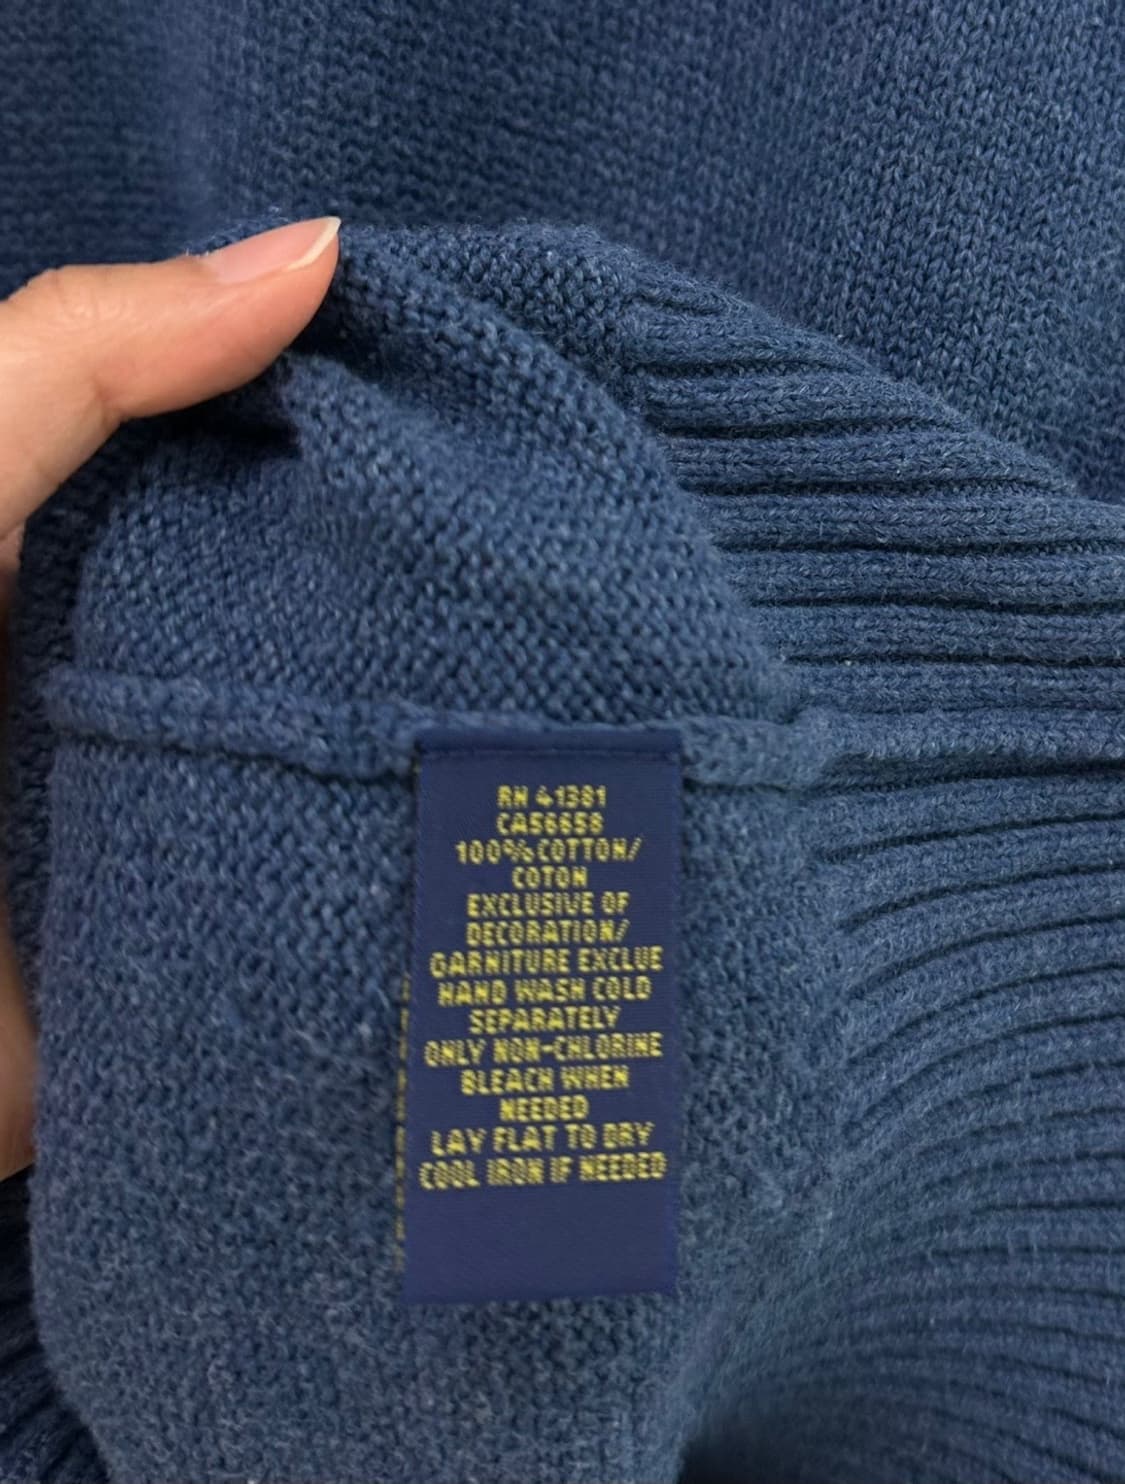 RN 41381
CA56658
100% COTTON/
COTON
EXCLUSIVE OF
DECORATION/
GARNITURE EXCLUE
HAND WASH COLD
SEPARATELY
ONLY NON-CHLORINE
BLEACH WHEN
NEEDED
LAY FLAT TO DRY
COOL IRON IF NEEDED